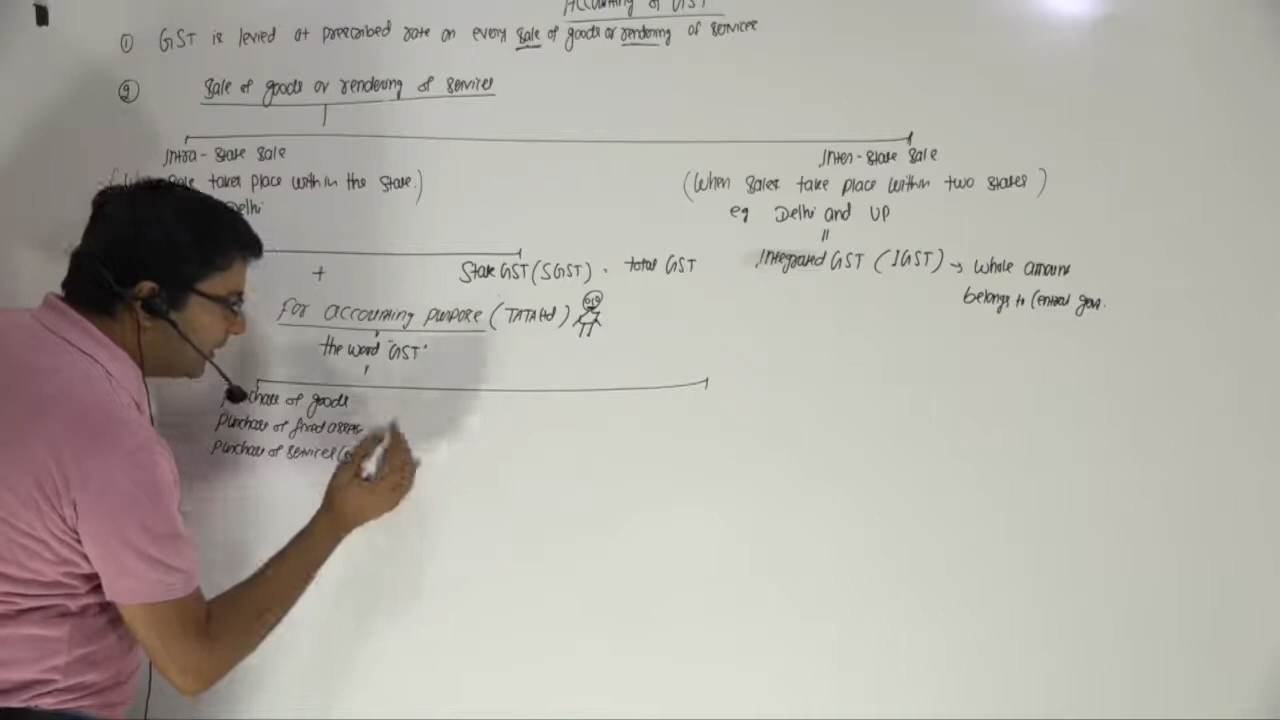 Accounting of GST
① GST is levied at prescribed rate on every sale of goods or rendering of services
② Sale of goods or rendering of services
Intra-State Sale
Inter-State Sale
Sale takes place within the State.)
(When Sales take place within two states)
Delhi
eg Delhi and UP
+ State GST (SGST) = total GST
Integrated GST (IGST) → Whole amount
belongs to Central govt.
For accounting purpose (TATA Ltd)
the word "GST"
Purchase of goods
Purchase of fixed assets
Purchase of services (